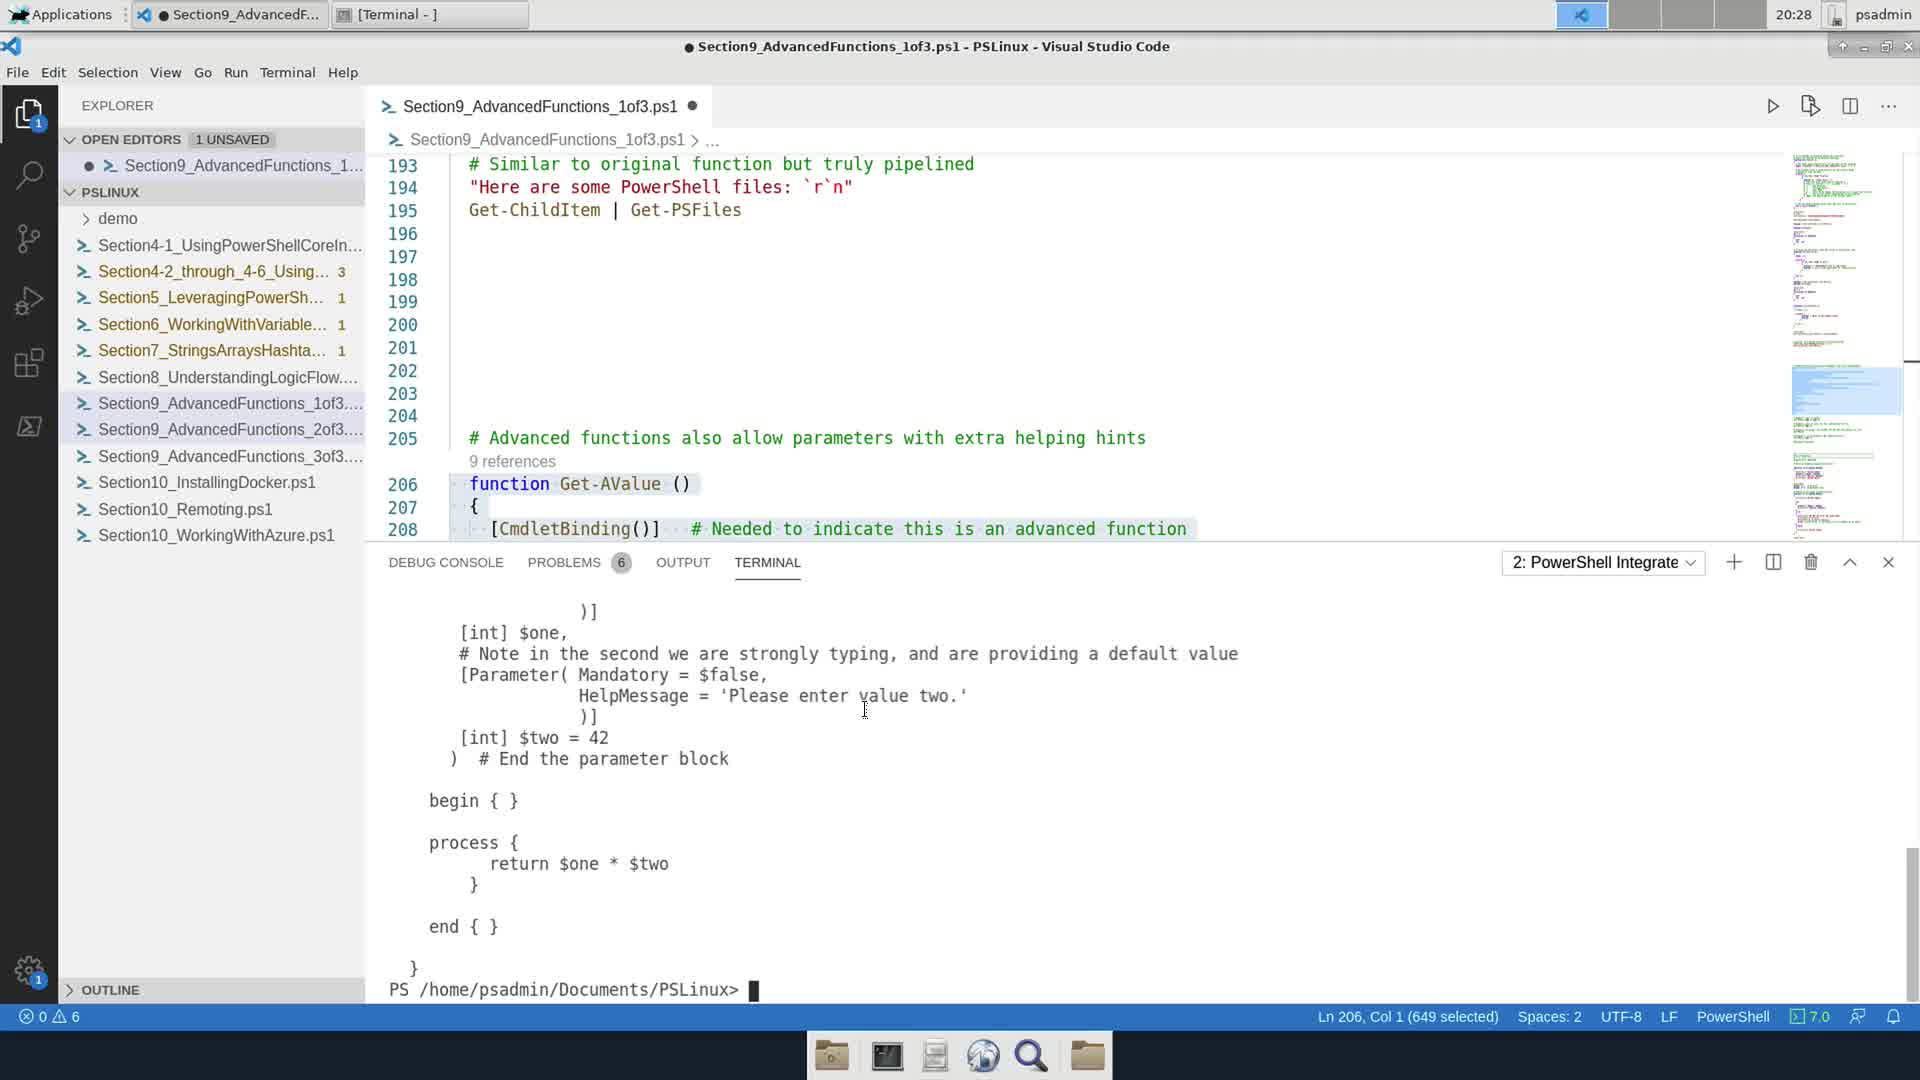 Applications
● Section9_AdvancedF...
[Terminal - ]
20:28
psadmin
● Section9_AdvancedFunctions_1of3.ps1 - PSLinux - Visual Studio Code
File Edit Selection View Go Run Terminal Help
EXPLORER
OPEN EDITORS 1 UNSAVED
● Section9_AdvancedFunctions_1...
PSLINUX
demo
Section4-1_UsingPowerShellCoreIn...
Section4-2_through_4-6_Using... 3
Section5_LeveragingPowerSh... 1
Section6_WorkingWithVariable... 1
Section7_StringsArraysHashta... 1
Section8_UnderstandingLogicFlow....
Section9_AdvancedFunctions_1of3....
Section9_AdvancedFunctions_2of3....
Section9_AdvancedFunctions_3of3....
Section10_InstallingDocker.ps1
Section10_Remoting.ps1
Section10_WorkingWithAzure.ps1
OUTLINE
1
1
Section9_AdvancedFunctions_1of3.ps1 ●
Section9_AdvancedFunctions_1of3.ps1 > ...
193 # Similar to original function but truly pipelined
194 "Here are some PowerShell files: `r`n"
195 Get-ChildItem | Get-PSFiles
196
197
198
199
200
201
202
203
204
205 # Advanced functions also allow parameters with extra helping hints
9 references
206 function Get-AValue ()
207 {
208 [CmdletBinding()] # Needed to indicate this is an advanced function
DEBUG CONSOLE PROBLEMS 6 OUTPUT TERMINAL
2: PowerShell Integrate
)]
[int] $one,
# Note in the second we are strongly typing, and are providing a default value
[Parameter( Mandatory = $false,
HelpMessage = 'Please enter value two.'
)]
[int] $two = 42
) # End the parameter block
begin { }
process {
return $one * $two
}
end { }
}
PS /home/psadmin/Documents/PSLinux>
0 6
Ln 206, Col 1 (649 selected) Spaces: 2 UTF-8 LF PowerShell 7.0